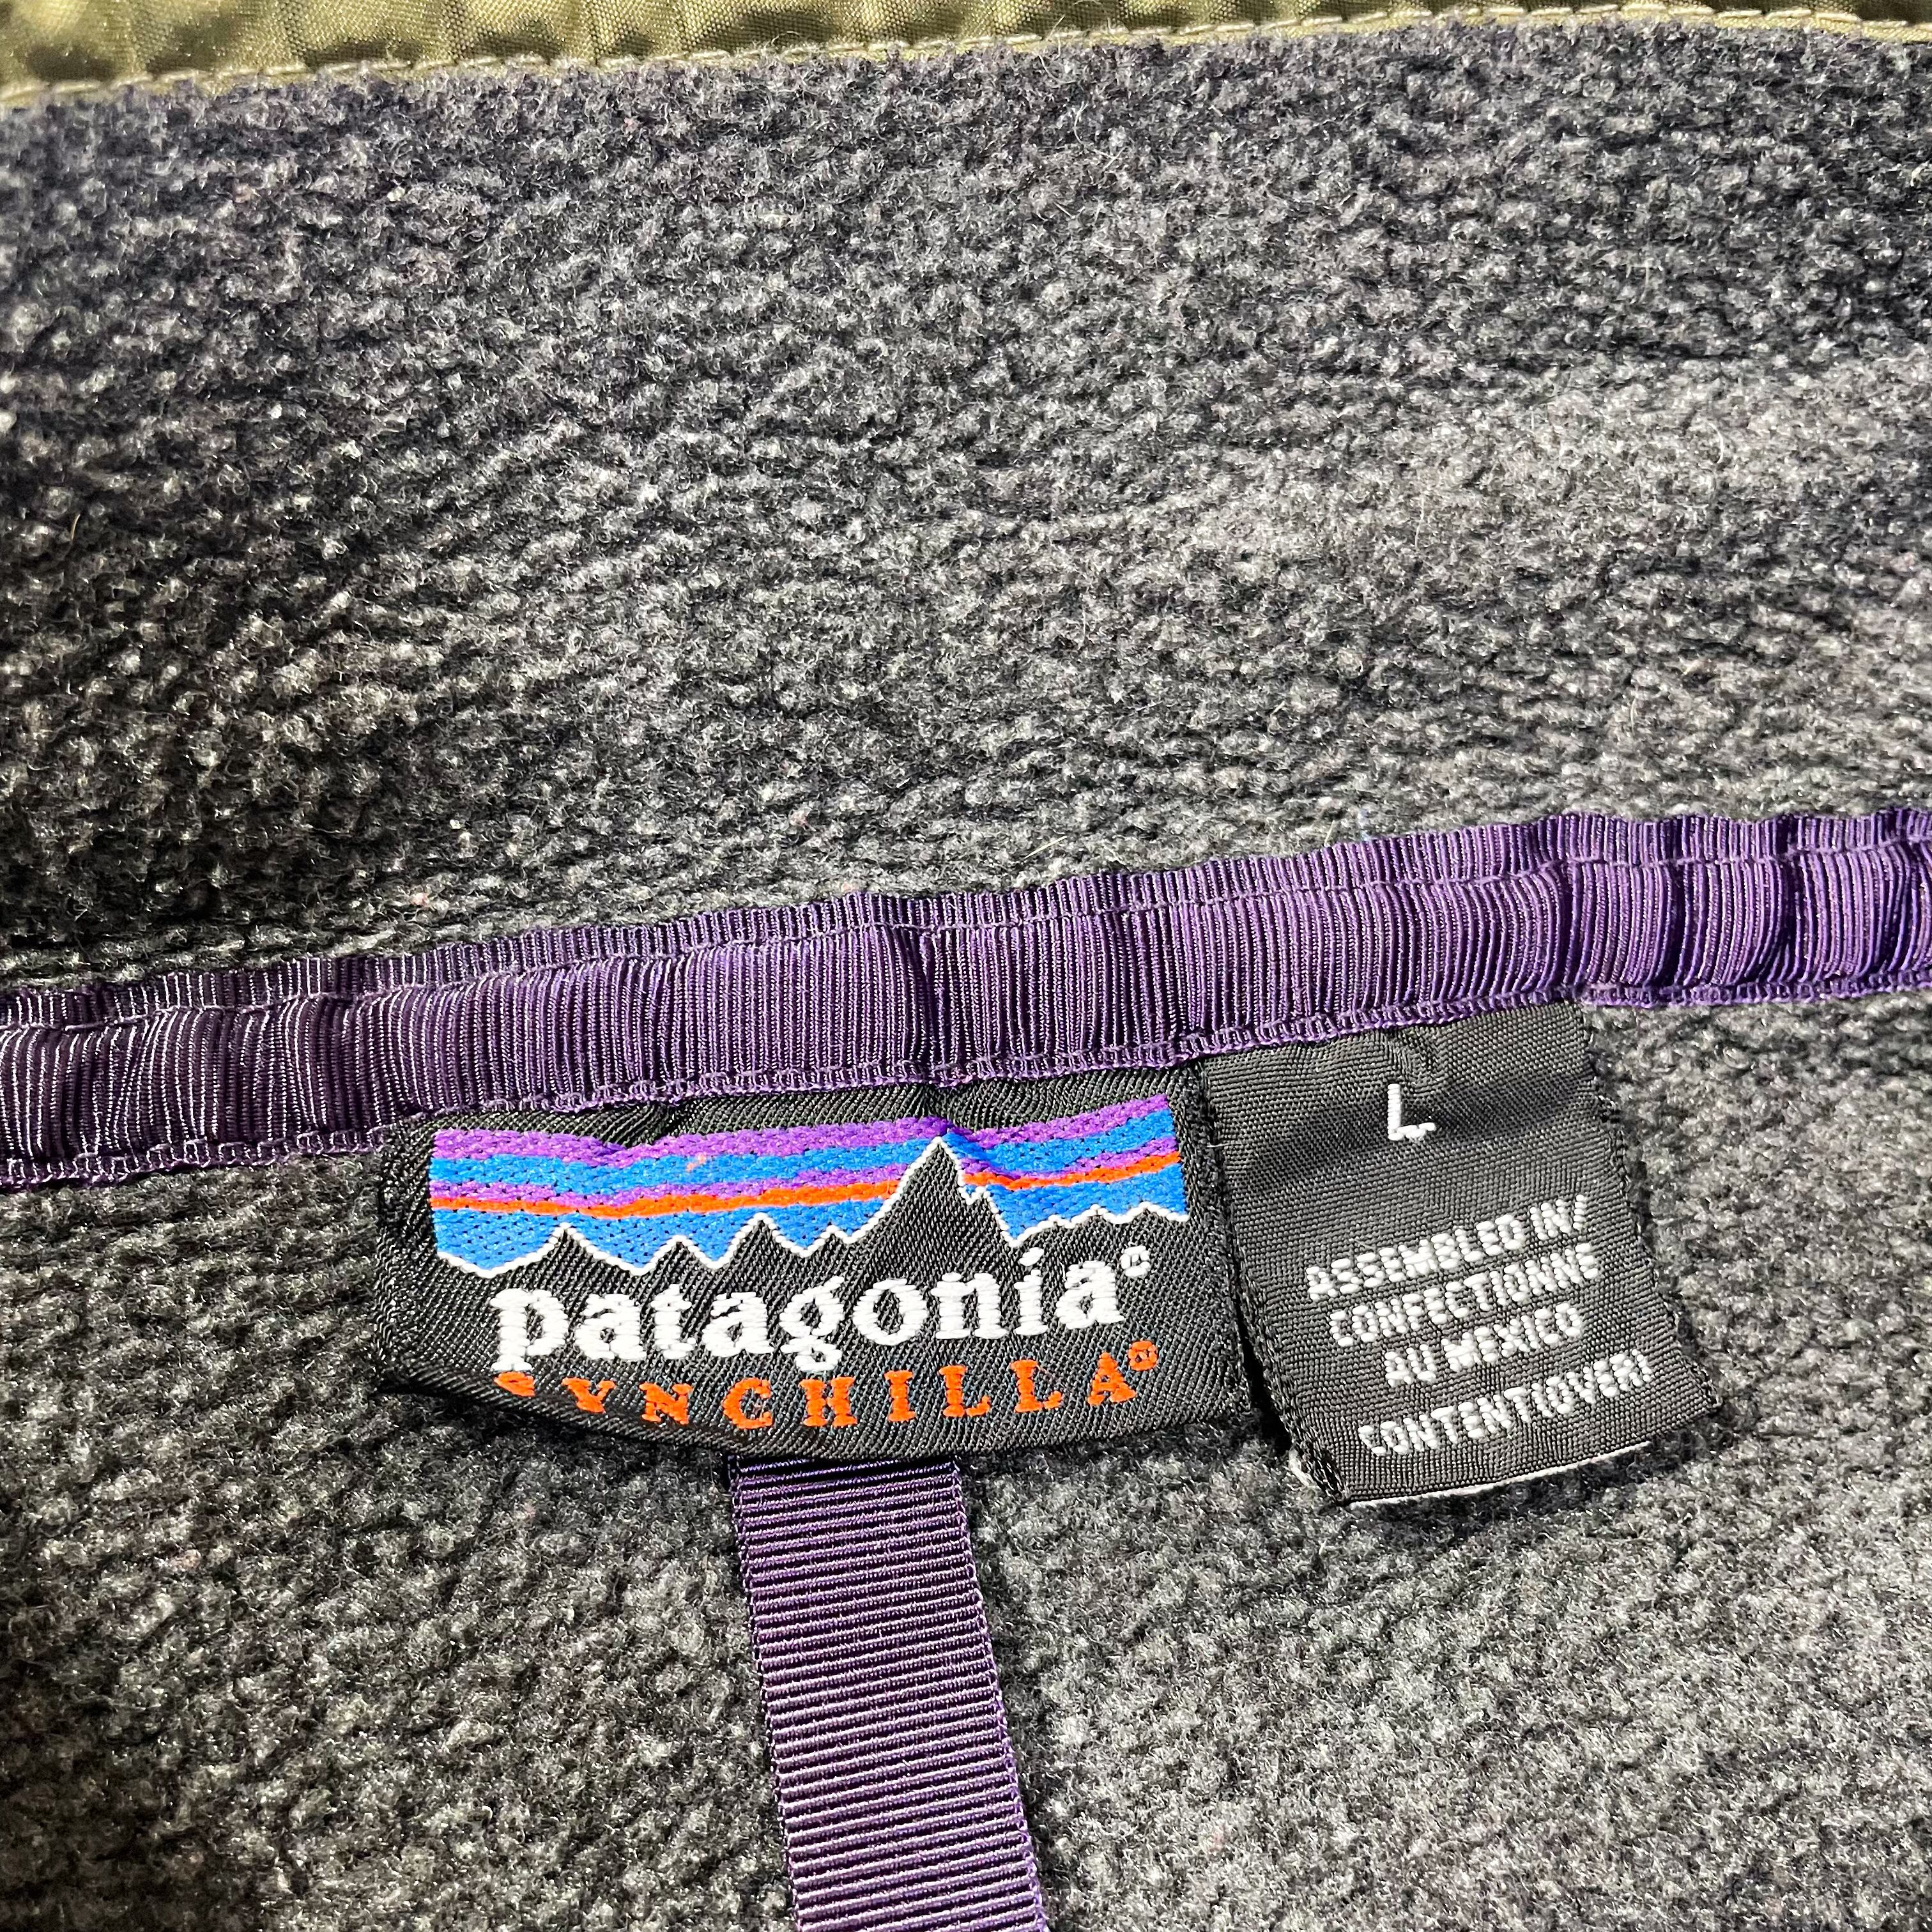 patagonia®
SYNCHILLA®
L
ASSEMBLED IN/
CONFECTIONNE
AU MEXICO
CONTENT(OVER)